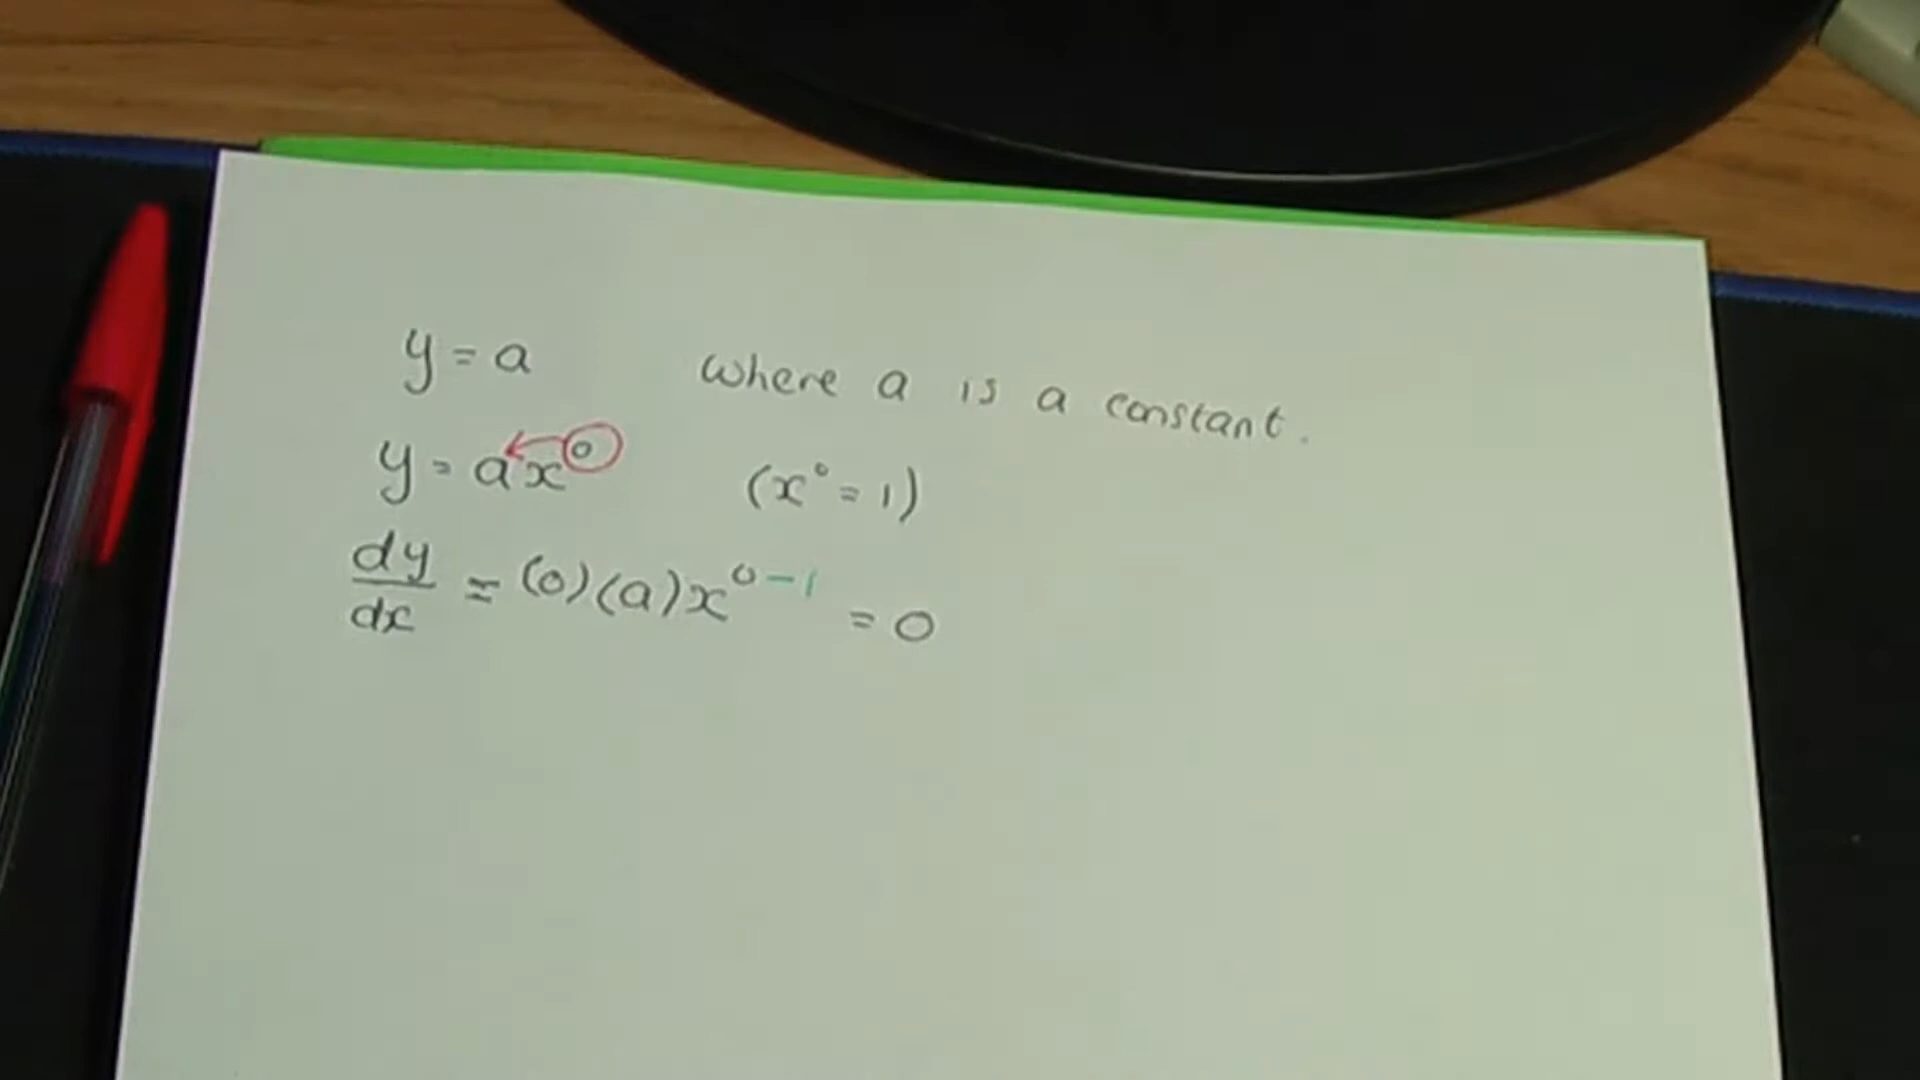 y = a where a is a constant.
y = ax⁰ (x⁰ = 1)
dy/dx = (0)(a)x⁰⁻¹ = 0